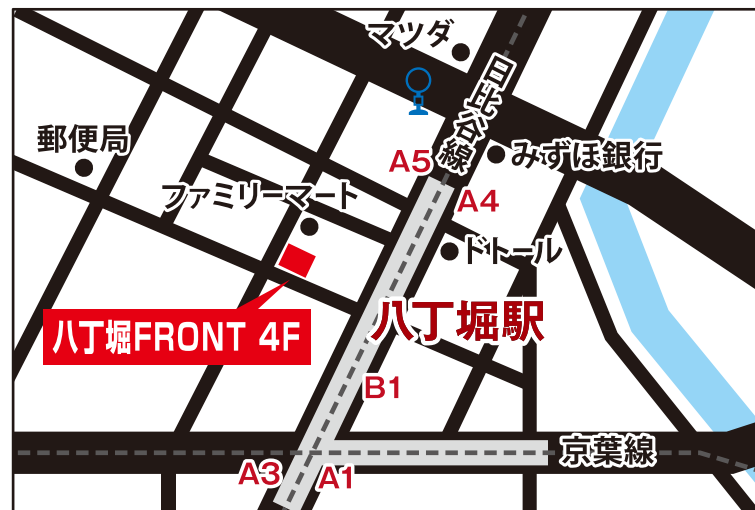 マツダ
日比谷線
郵便局
A5
みずほ銀行
ファミリーマート
A4
ドトール
八丁堀FRONT 4F
八丁堀駅
B1
京葉線
A3
A1